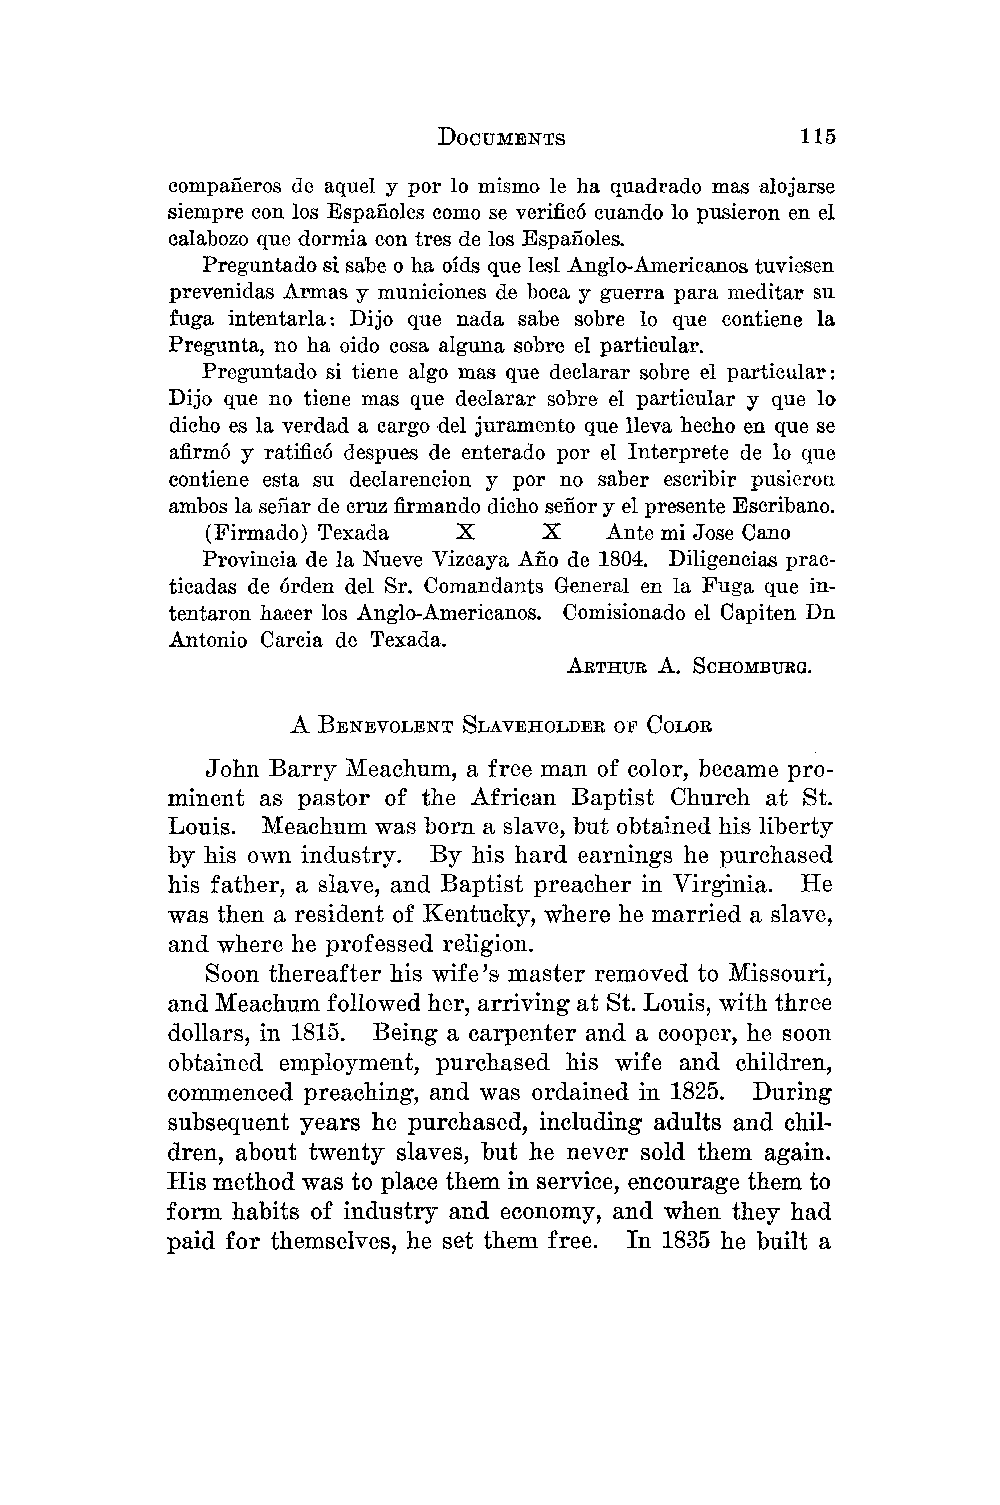 DOCUMENTS 115
compañeros de aquel y por lo mismo le ha quadrado mas alojarse
siempre con los Españoles como se verificó cuando lo pusieron en el
calabozo que dormia con tres de los Españoles.
Preguntado si sabe o ha oíds que lesl Anglo-Americanos tuviesen
prevenidas Armas y municiones de boca y guerra para meditar su
fuga intentarla: Dijo que nada sabe sobre lo que contiene la
Pregunta, no ha oido cosa alguna sobre el particular.
Preguntado si tiene algo mas que declarar sobre el particular:
Dijo que no tiene mas que declarar sobre el particular y que lo
dicho es la verdad a cargo del juramento que lleva hecho en que se
afirmó y ratificó despues de enterado por el Interprete de lo que
contiene esta su declarencion y por no saber escribir pusieron
ambos la señar de cruz firmando dicho señor y el presente Escribano.
(Firmado) Texada X X Ante mi Jose Cano
Provincia de la Nueve Vizcaya Año de 1804. Diligencias prac-
ticadas de órden del Sr. Comandants General en la Fuga que in-
tentaron hacer los Anglo-Americanos. Comisionado el Capiten Dn
Antonio Carcia de Texada.
ARTHUR A. SCHOMBURG.
A BENEVOLENT SLAVEHOLDER OF COLOR
John Barry Meachum, a free man of color, became pro-
minent as pastor of the African Baptist Church at St.
Louis. Meachum was born a slave, but obtained his liberty
by his own industry. By his hard earnings he purchased
his father, a slave, and Baptist preacher in Virginia. He
was then a resident of Kentucky, where he married a slave,
and where he professed religion.
Soon thereafter his wife's master removed to Missouri,
and Meachum followed her, arriving at St. Louis, with three
dollars, in 1815. Being a carpenter and a cooper, he soon
obtained employment, purchased his wife and children,
commenced preaching, and was ordained in 1825. During
subsequent years he purchased, including adults and chil-
dren, about twenty slaves, but he never sold them again.
His method was to place them in service, encourage them to
form habits of industry and economy, and when they had
paid for themselves, he set them free. In 1835 he built a